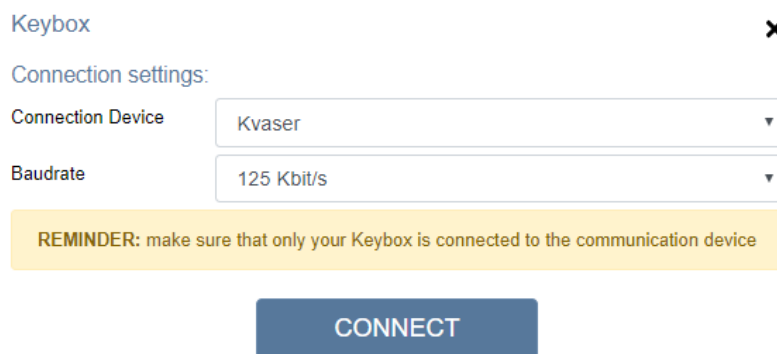 Keybox
Connection settings:
Connection Device
Kvaser
Baudrate
125 Kbit/s
REMINDER: make sure that only your Keybox is connected to the communication device
CONNECT